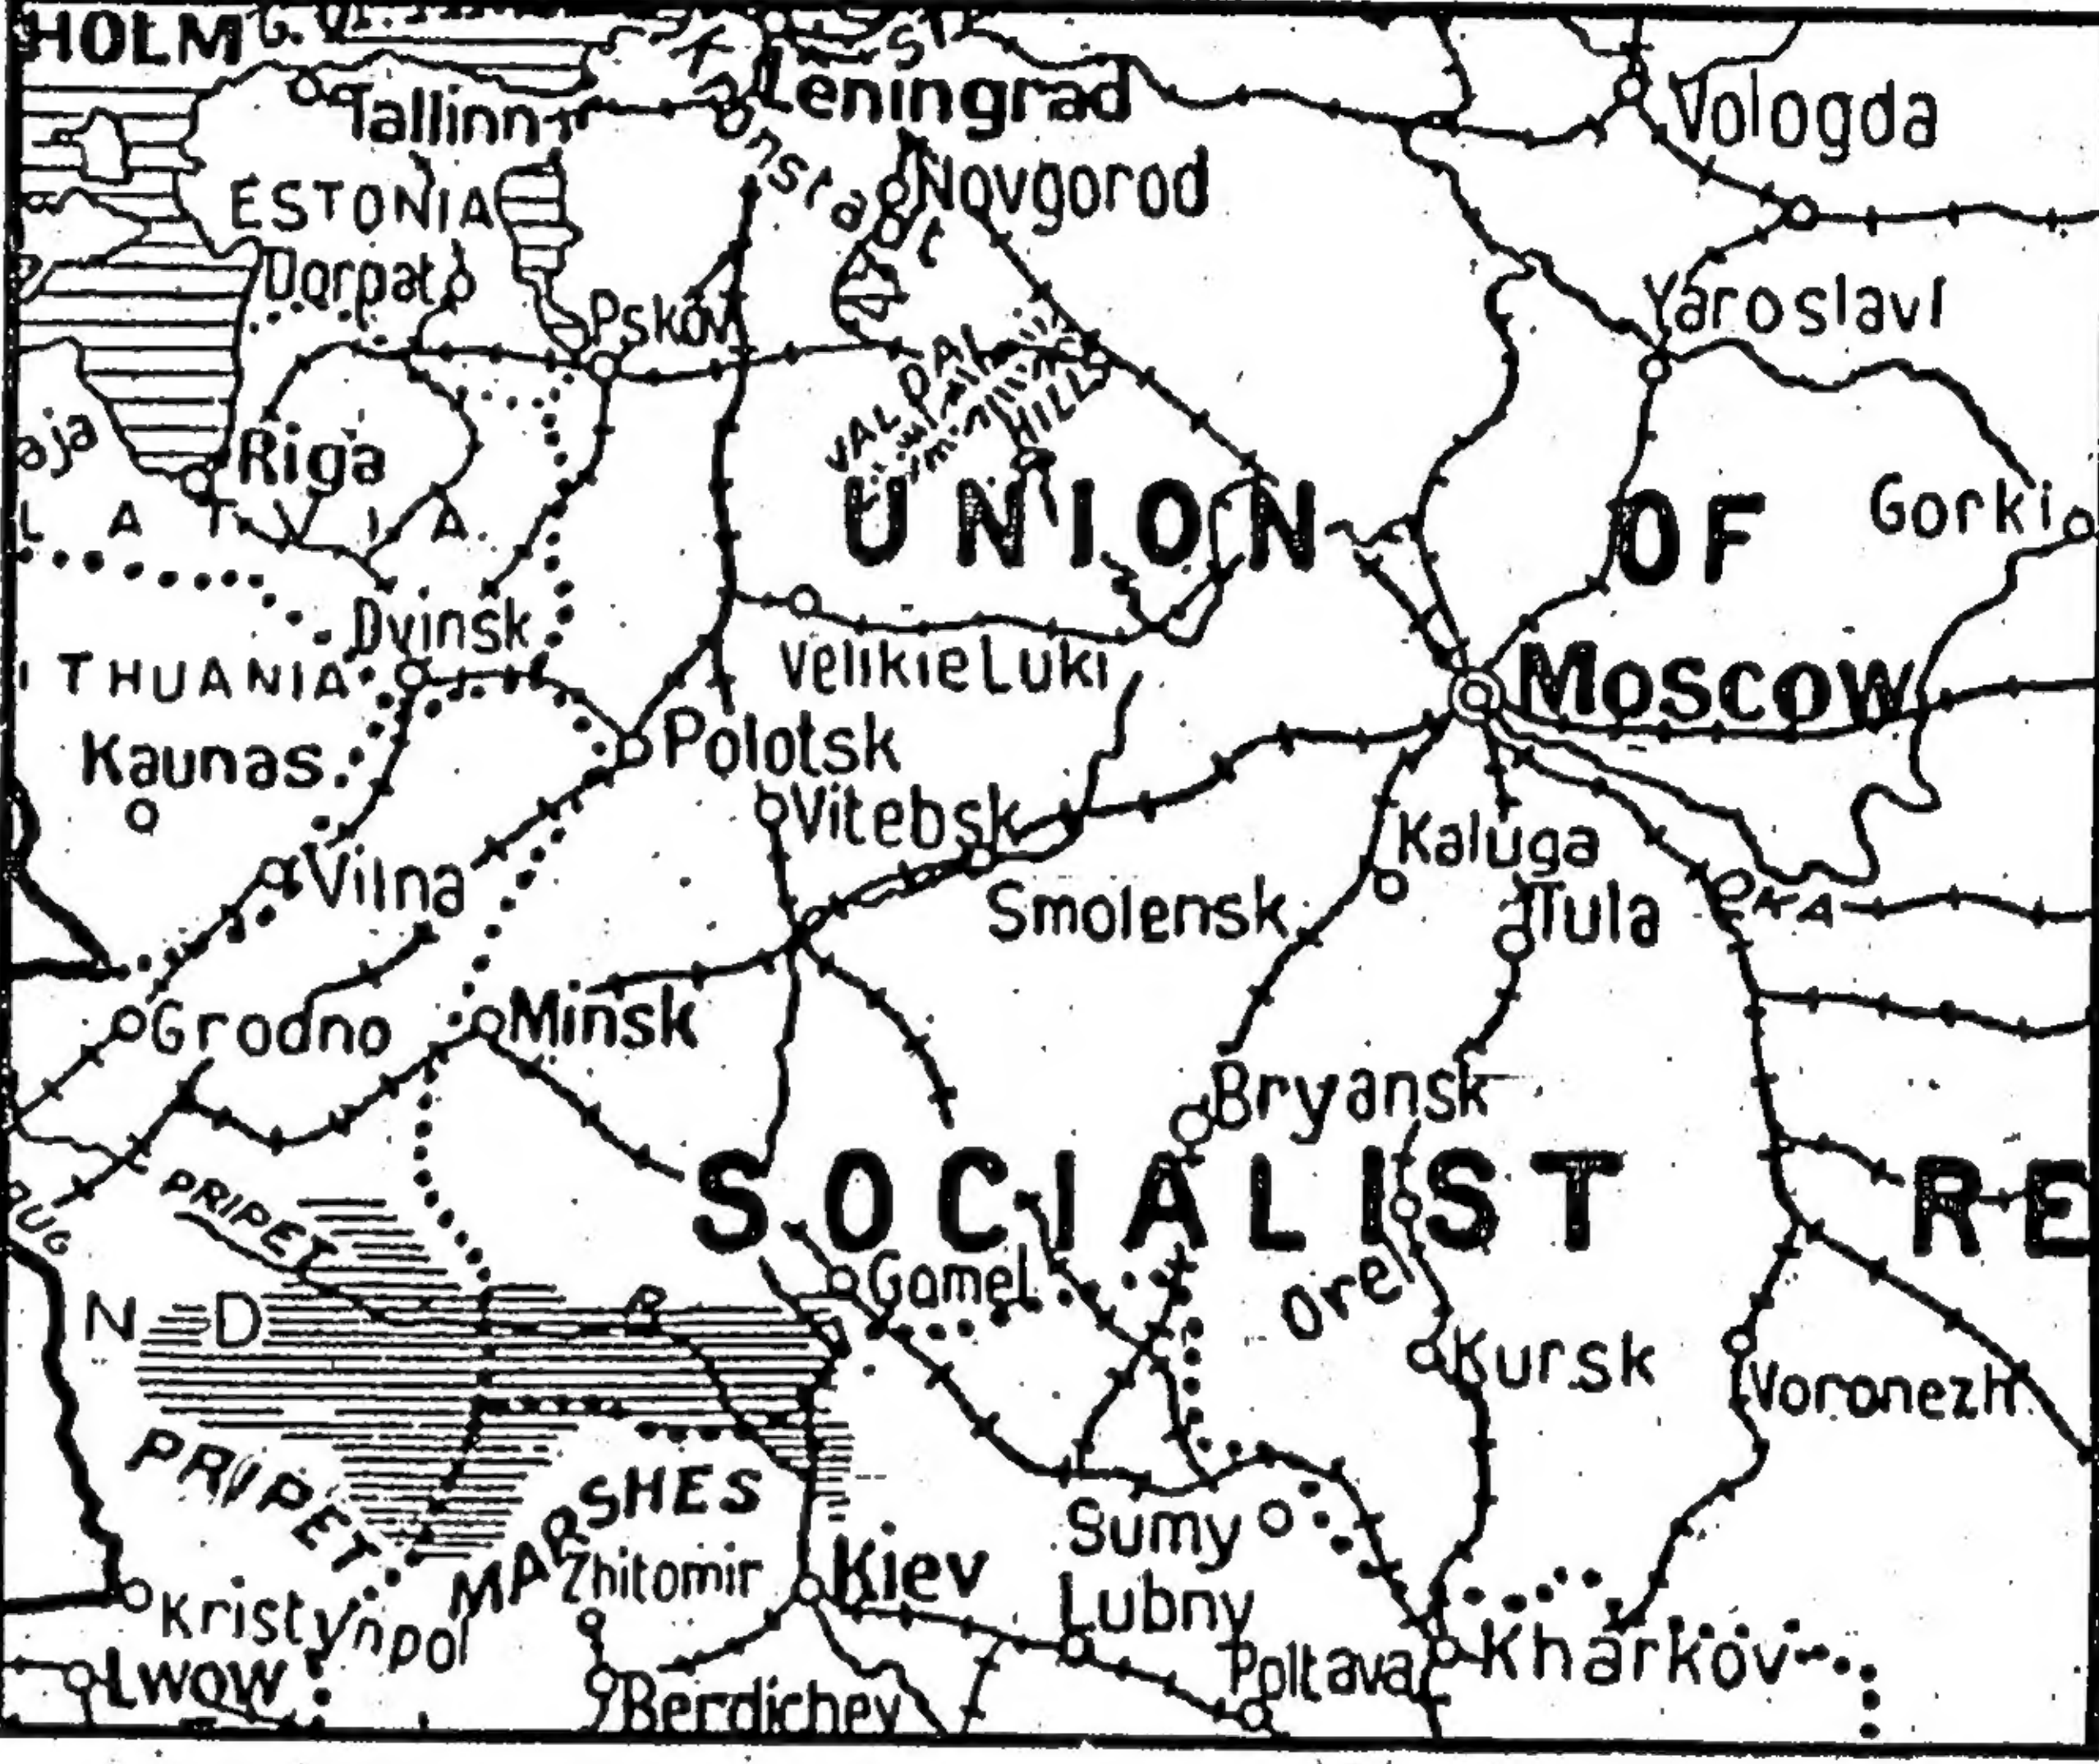 HOLM
Leningrad
Tallinn
Vologda
Novgorod
ESTONIA
Dorpat
Yaroslavl
Pskov
VALDAI
HILLS
aja
Riga
Gorki
UNION OF
LATVIA
Dvinsk
Velikie Luki
ITHUANIA
Moscow
Kaunas
Polotsk
Vitebsk
Kaluga
Vilna
Smolensk
Tula
OKA
Grodno
Minsk
Bryansk
SOCIALIST RE
PRIPET
BUG
Gomel
Orel
N D
R
Kursk
Voronezh
PRIPET
MARSHES
Sumy
Zhitomir
Kiev
Kristynpol
Lubny
Lwow
Poltava
Kharkov
Berdichev